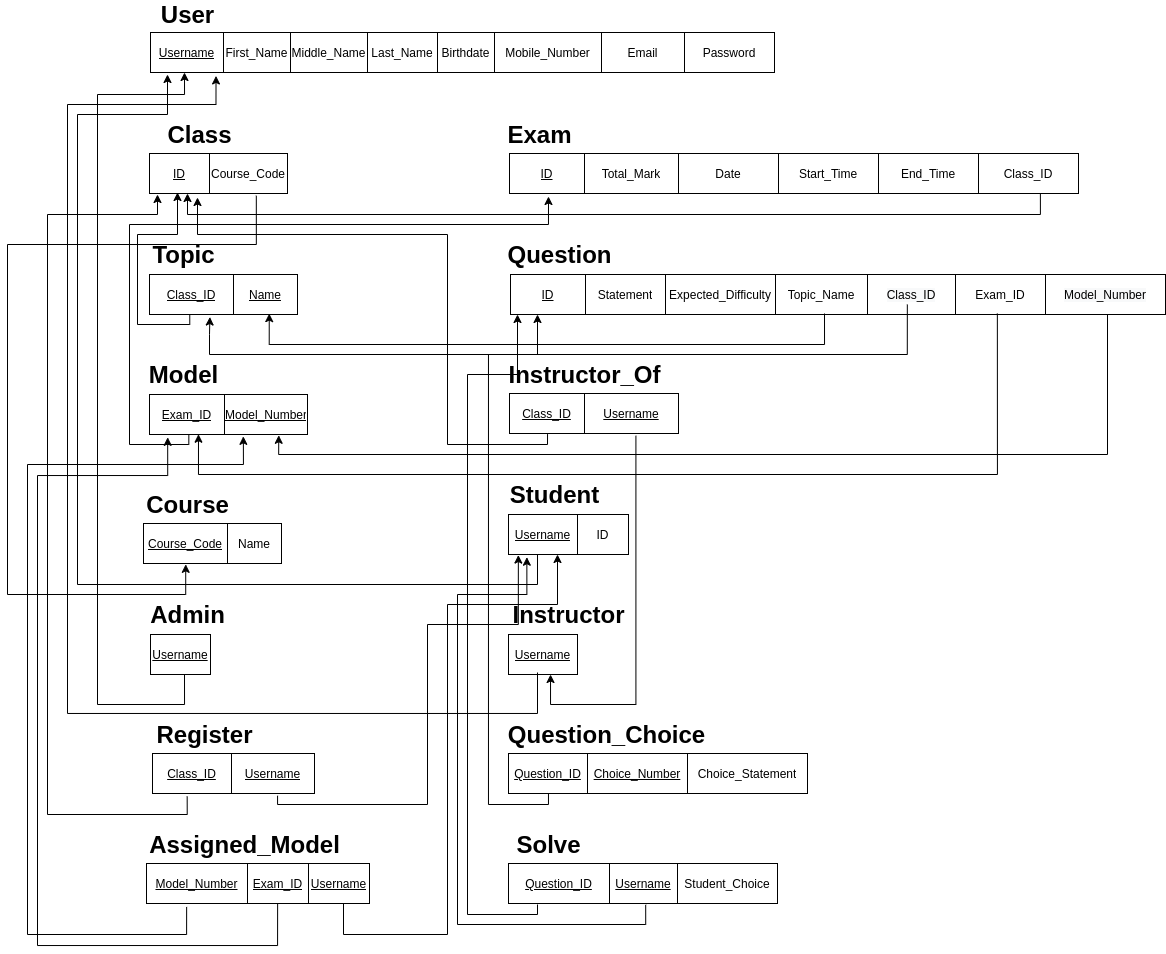 User
Username First_Name Middle_Name Last_Name Birthdate Mobile_Number Email Password
Class
ID Course_Code
Exam
ID Total_Mark Date Start_Time End_Time Class_ID
Topic
Class_ID Name
Question
ID Statement Expected_Difficulty Topic_Name Class_ID Exam_ID Model_Number
Model
Exam_ID Model_Number
Instructor_Of
Class_ID Username
Course
Course_Code Name
Student
Username ID
Admin
Username
Instructor
Username
Register
Class_ID Username
Question_Choice
Question_ID Choice_Number Choice_Statement
Assigned_Model
Model_Number Exam_ID Username
Solve
Question_ID Username Student_Choice